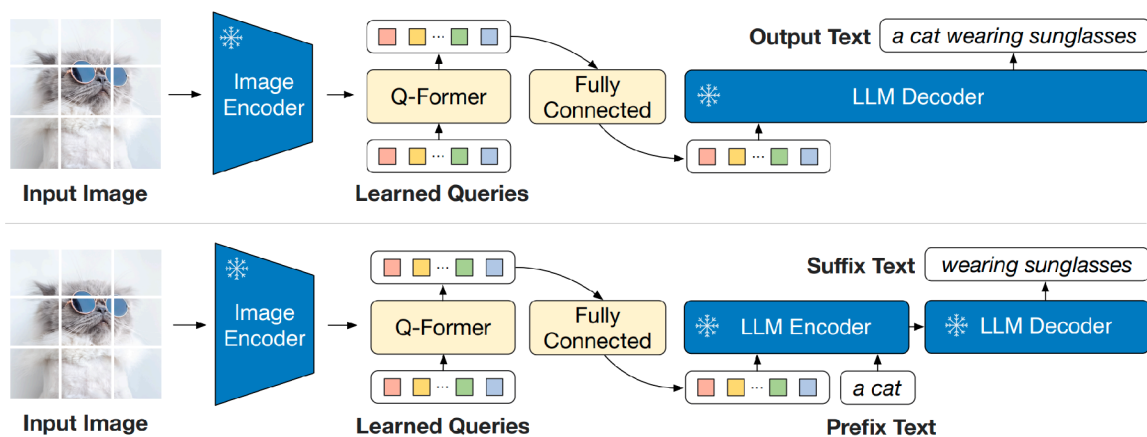 Output Text
a cat wearing sunglasses
Image
Encoder
Q-Former
Fully
Connected
LLM Decoder
Input Image
Learned Queries
Suffix Text
wearing sunglasses
Image
Encoder
Q-Former
Fully
Connected
LLM Encoder
LLM Decoder
a cat
Input Image
Learned Queries
Prefix Text